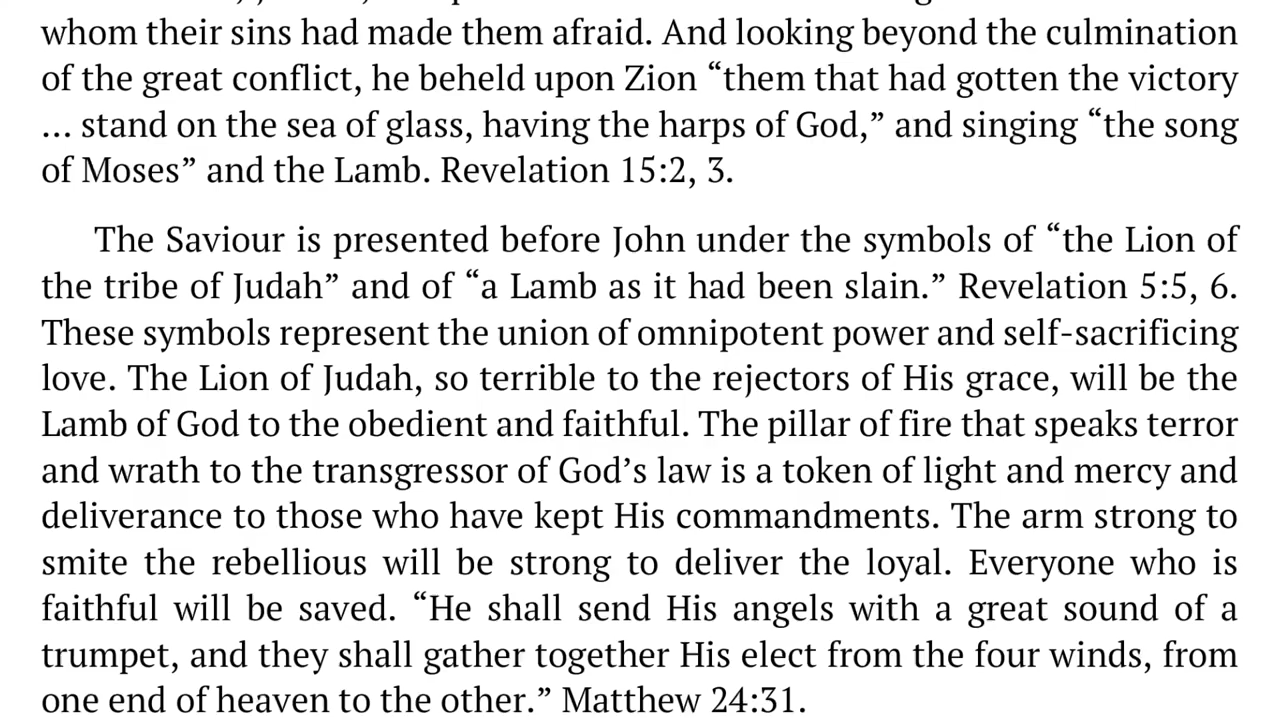 whom their sins had made them afraid. And looking beyond the culmination
of the great conflict, he beheld upon Zion “them that had gotten the victory
... stand on the sea of glass, having the harps of God,” and singing “the song
of Moses” and the Lamb. Revelation 15:2, 3.
The Saviour is presented before John under the symbols of “the Lion of
the tribe of Judah” and of “a Lamb as it had been slain.” Revelation 5:5, 6.
These symbols represent the union of omnipotent power and self-sacrificing
love. The Lion of Judah, so terrible to the rejectors of His grace, will be the
Lamb of God to the obedient and faithful. The pillar of fire that speaks terror
and wrath to the transgressor of God’s law is a token of light and mercy and
deliverance to those who have kept His commandments. The arm strong to
smite the rebellious will be strong to deliver the loyal. Everyone who is
faithful will be saved. “He shall send His angels with a great sound of a
trumpet, and they shall gather together His elect from the four winds, from
one end of heaven to the other.” Matthew 24:31.